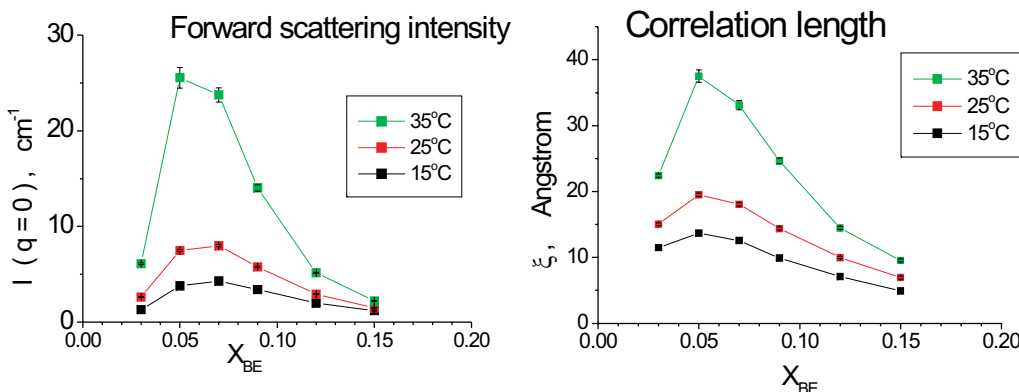 Forward scattering intensity
30
20
10
0
I ( q = 0 ) , cm⁻¹
35°C
25°C
15°C
0.00 0.05 0.10 0.15 0.20
X_BE
Correlation length
40
30
20
10
0
ξ , Angstrom
35°C
25°C
15°C
0.00 0.05 0.10 0.15 0.20
X_BE